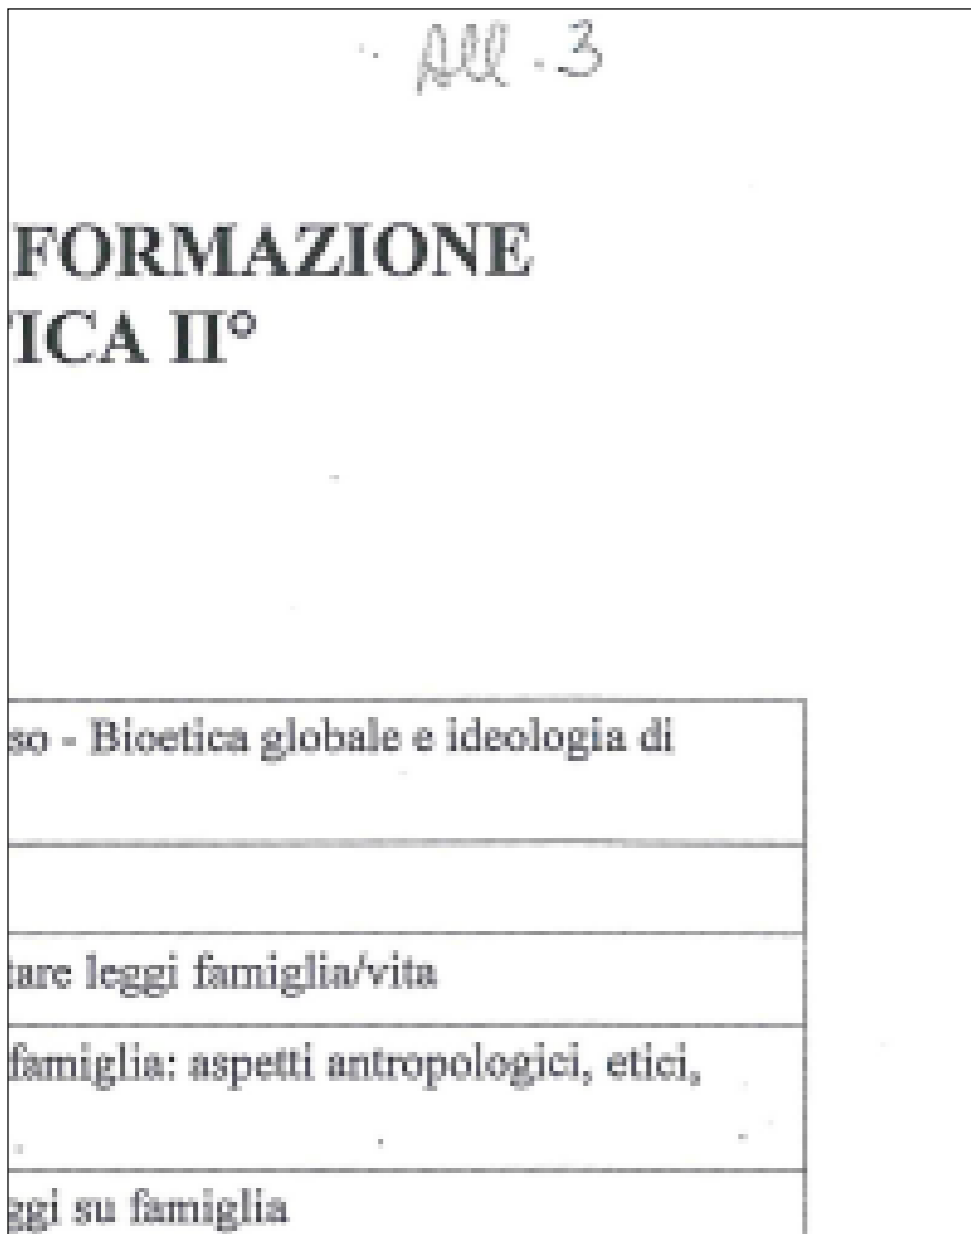 All. 3
FORMAZIONE
ICA II°
so - Bioetica globale e ideologia di
tare leggi famiglia/vita
famiglia: aspetti antropologici, etici,
ggi su famiglia